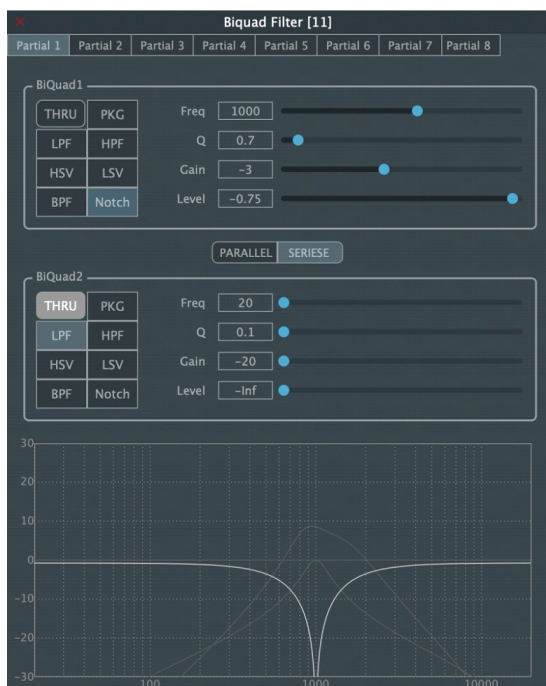 Biquad Filter [11]
Partial 1 Partial 2 Partial 3 Partial 4 Partial 5 Partial 6 Partial 7 Partial 8
BiQuad1
THRU PKG Freq 1000
LPF HPF Q 0.7
HSV LSV Gain -3
BPF Notch Level -0.75
PARALLEL SERIESE
BiQuad2
THRU PKG Freq 20
LPF HPF Q 0.1
HSV LSV Gain -20
BPF Notch Level -Inf
30
20
10
0
-10
-20
-30
100 1000 10000